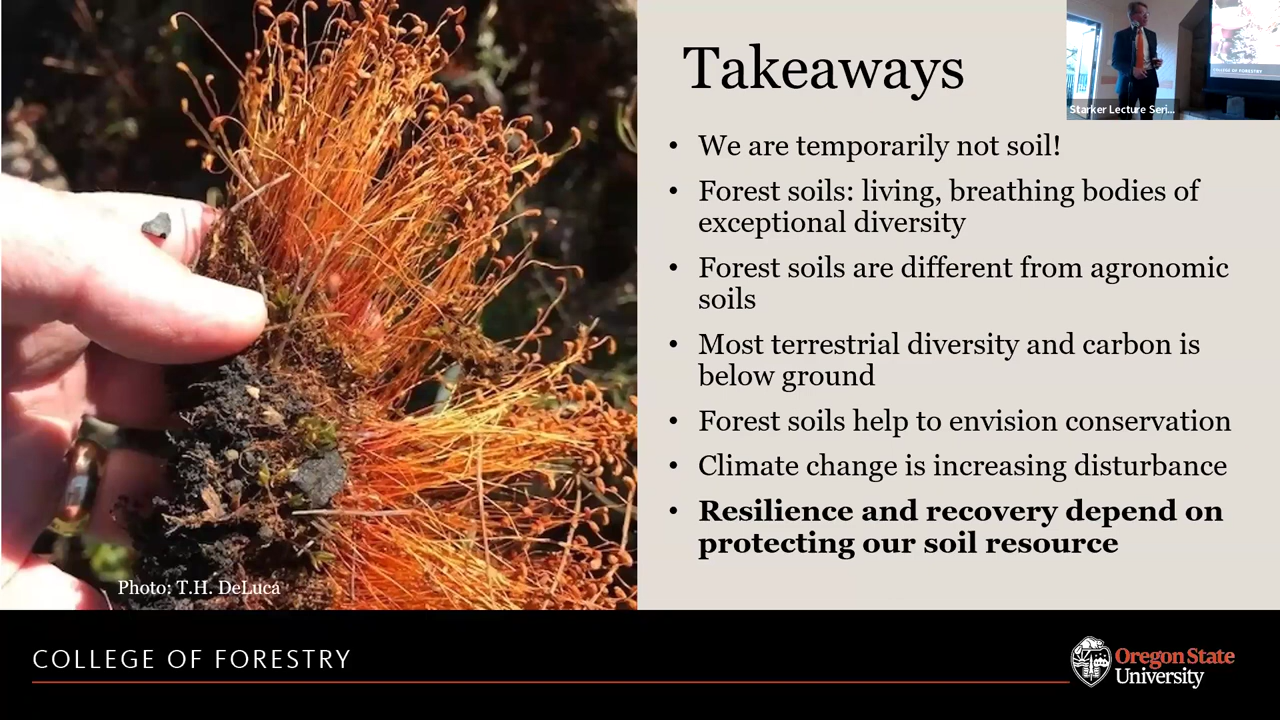 Takeaways
COLLEGE OF FORESTRY
Starker Lecture Seri...
• We are temporarily not soil!
• Forest soils: living, breathing bodies of
exceptional diversity
• Forest soils are different from agronomic
soils
• Most terrestrial diversity and carbon is
below ground
• Forest soils help to envision conservation
• Climate change is increasing disturbance
• Resilience and recovery depend on
protecting our soil resource
Photo: T.H. DeLuca
COLLEGE OF FORESTRY
Oregon State
University